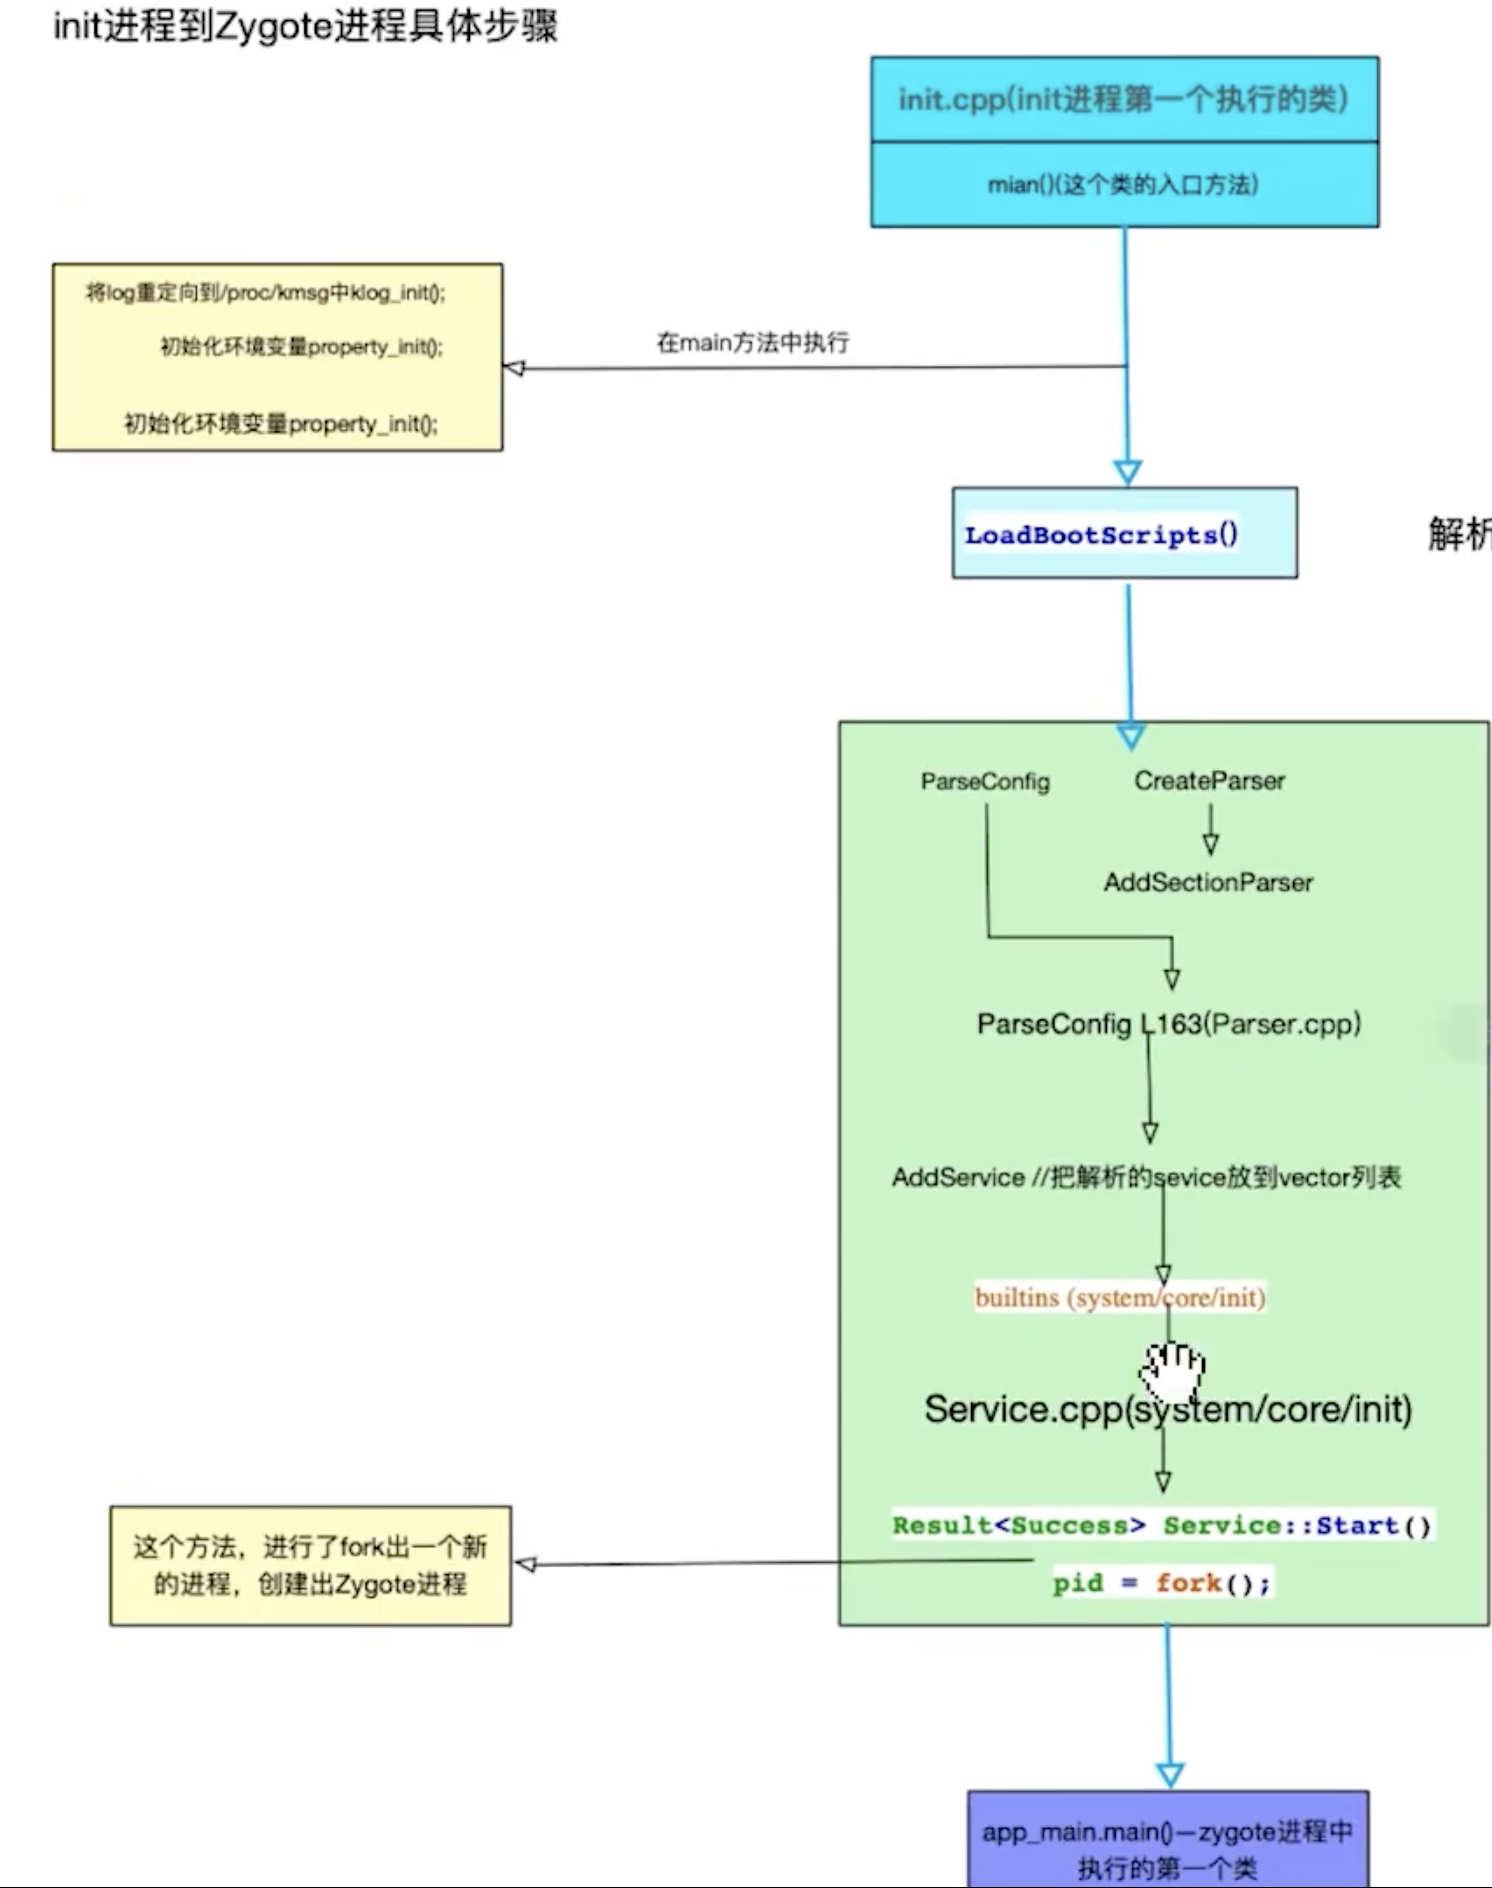 init进程到Zygote进程具体步骤
init.cpp(init进程第一个执行的类)
mian()(这个类的入口方法)
将log重定向到/proc/kmsg中klog_init();
初始化环境变量property_init();
初始化环境变量property_init();
在main方法中执行
LoadBootScripts()
解析
ParseConfig
CreateParser
AddSectionParser
ParseConfig L163(Parser.cpp)
AddService //把解析的sevice放到vector列表
builtins (system/core/init)
Service.cpp(system/core/init)
Result<Success> Service::Start()
pid = fork();
这个方法，进行了fork出一个新
的进程，创建出Zygote进程
app_main.main()—zygote进程中
执行的第一个类